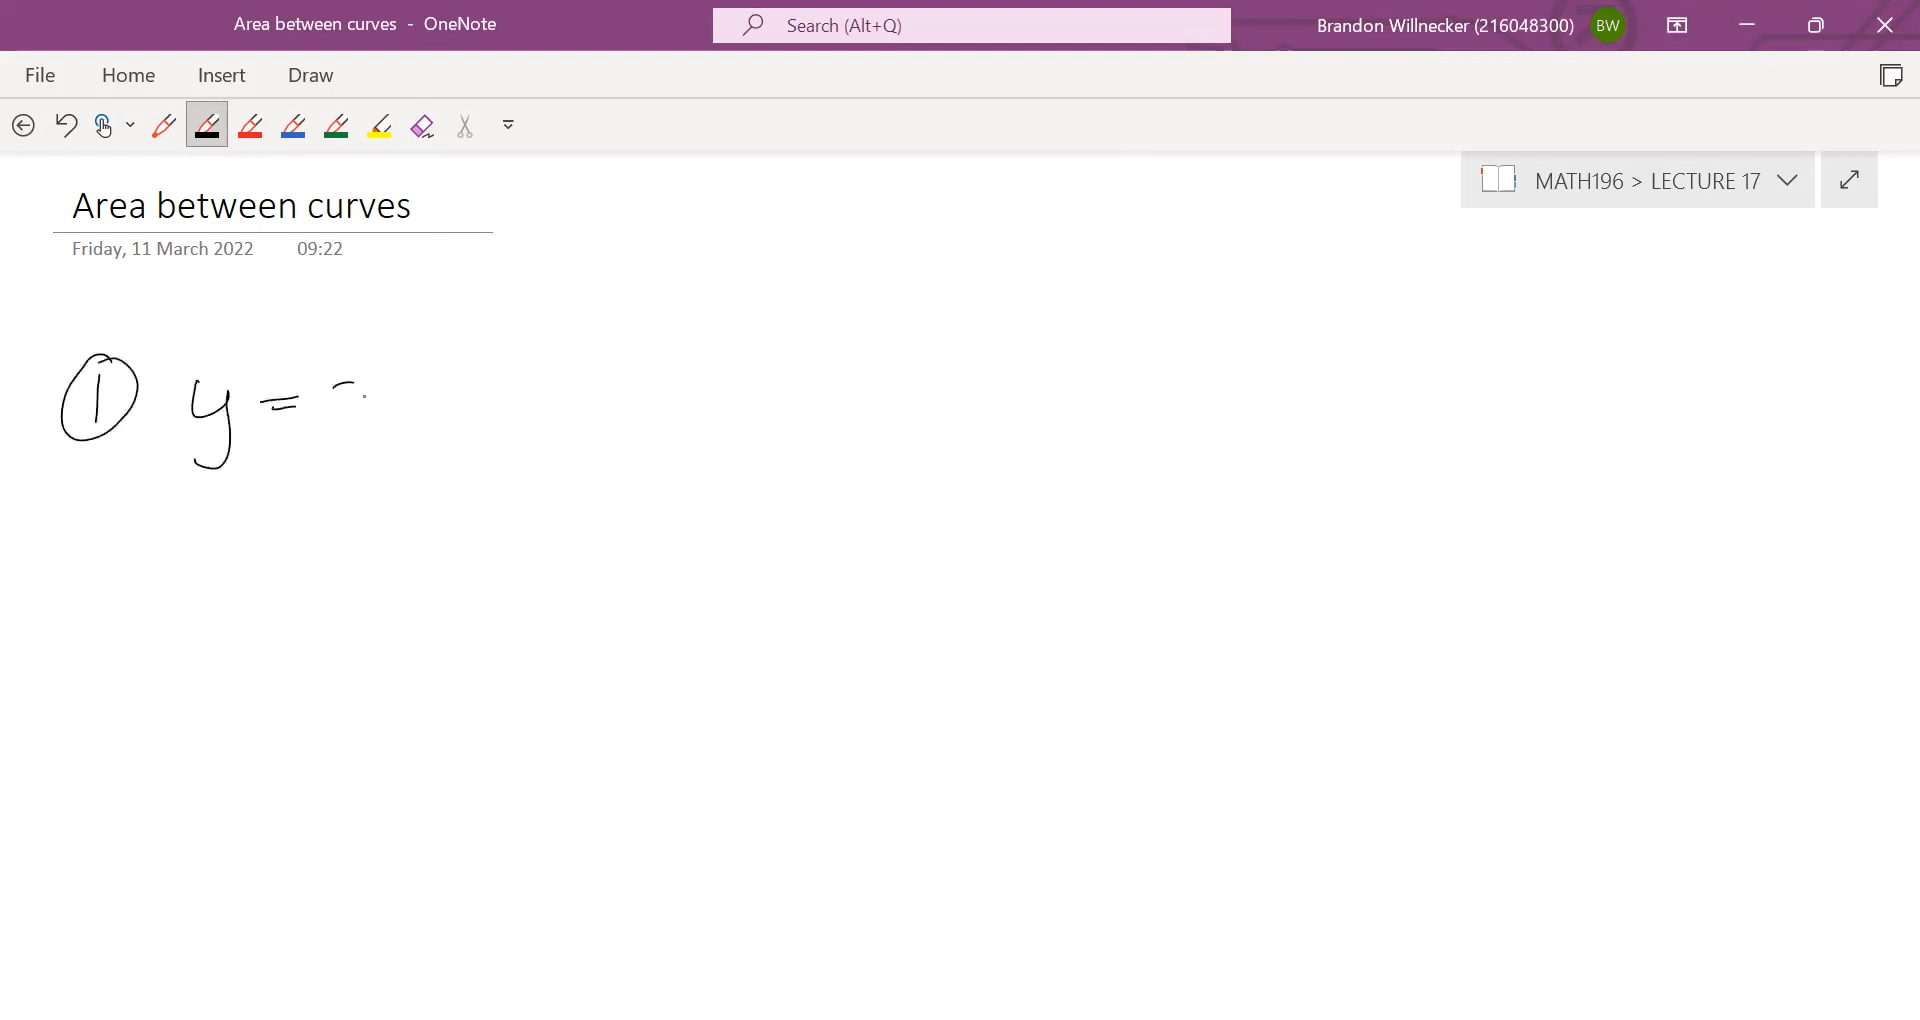 Area between curves - OneNote
Search (Alt+Q)
Brandon Willnecker (216048300)
BW
File Home Insert Draw
MATH196 > LECTURE 17
Area between curves
Friday, 11 March 2022 09:22
① y =